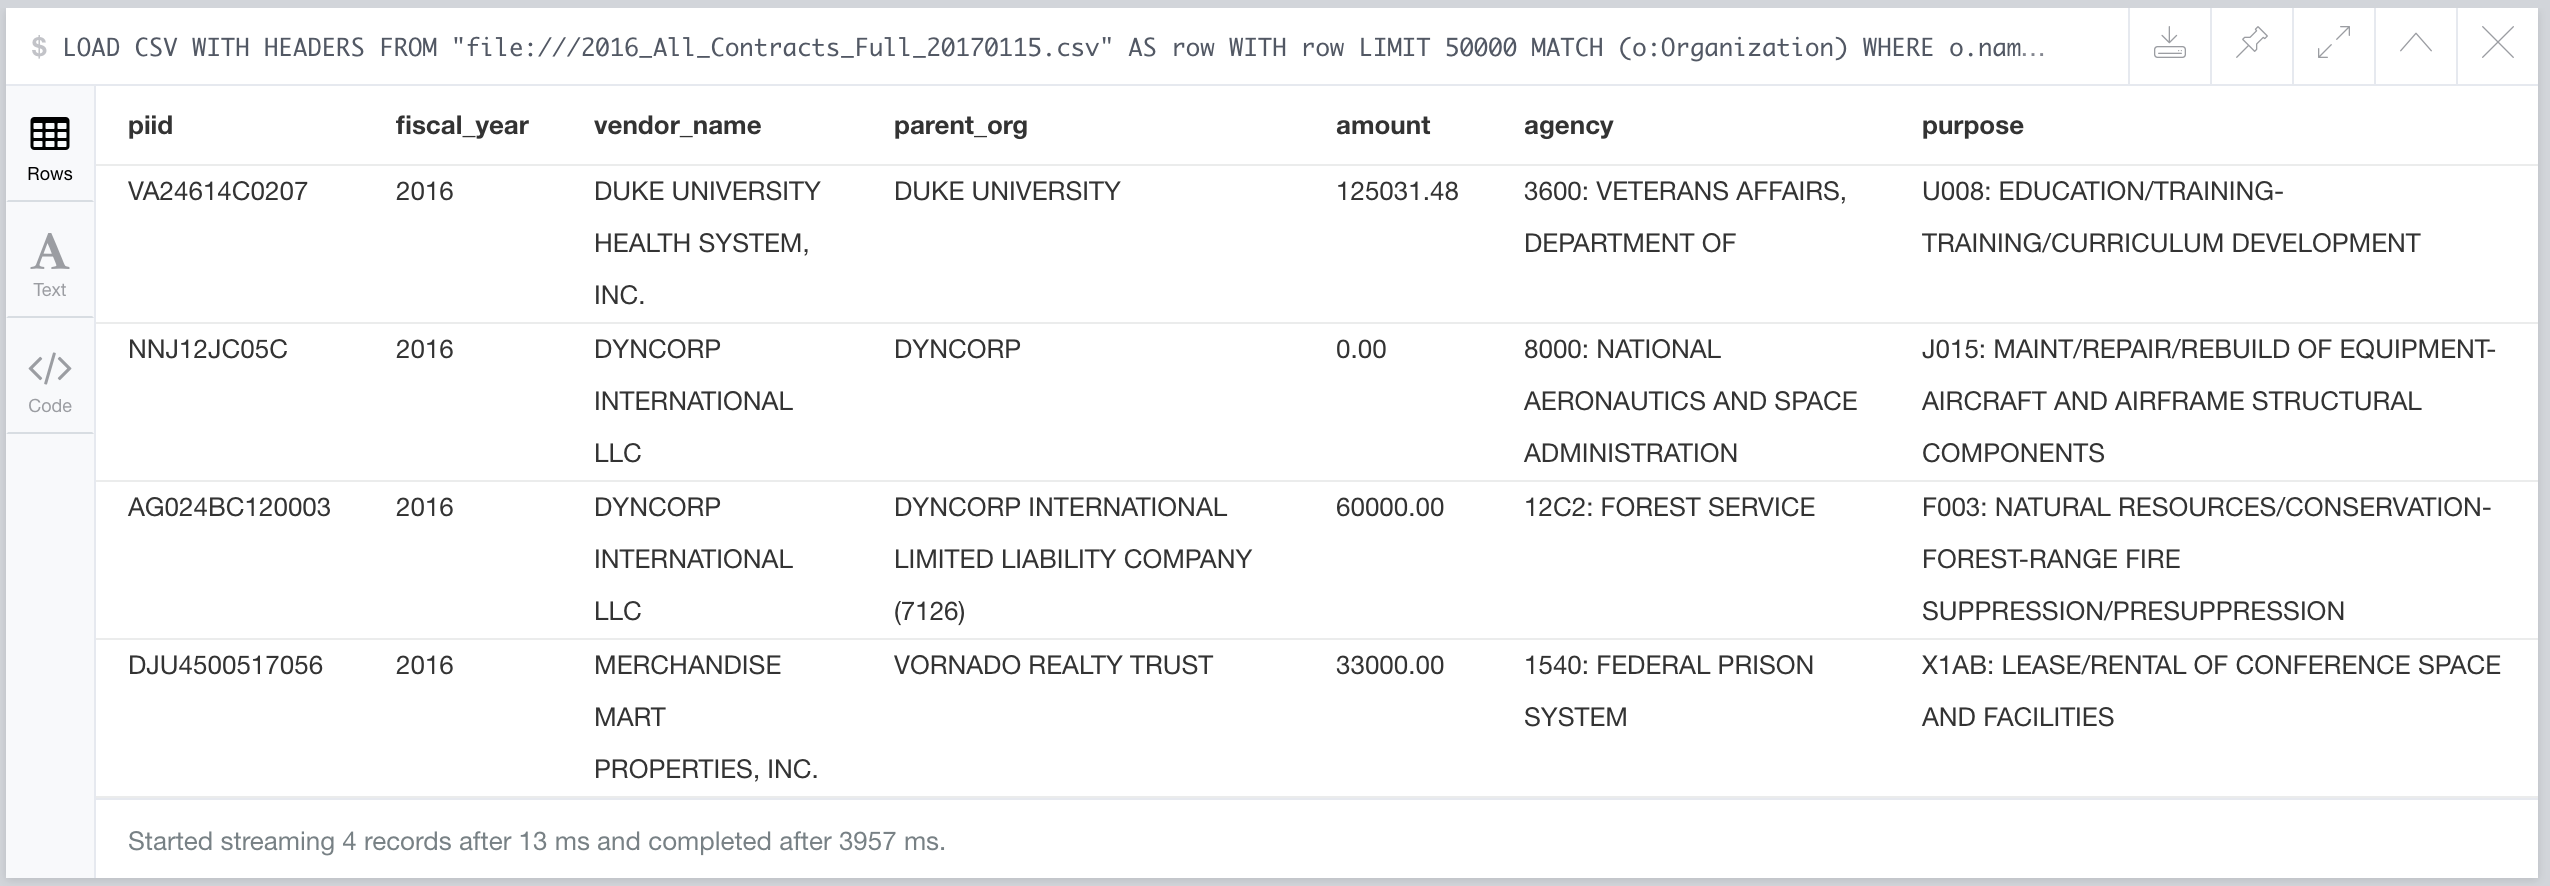 $ LOAD CSV WITH HEADERS FROM "file:///2016_All_Contracts_Full_20170115.csv" AS row WITH row LIMIT 50000 MATCH (o:Organization) WHERE o.nam…
Rows
Text
Code
piid fiscal_year vendor_name parent_org amount agency purpose
VA24614C0207 2016 DUKE UNIVERSITY DUKE UNIVERSITY 125031.48 3600: VETERANS AFFAIRS, U008: EDUCATION/TRAINING-
HEALTH SYSTEM, DEPARTMENT OF TRAINING/CURRICULUM DEVELOPMENT
INC.
NNJ12JC05C 2016 DYNCORP DYNCORP 0.00 8000: NATIONAL J015: MAINT/REPAIR/REBUILD OF EQUIPMENT-
INTERNATIONAL AERONAUTICS AND SPACE AIRCRAFT AND AIRFRAME STRUCTURAL
LLC ADMINISTRATION COMPONENTS
AG024BC120003 2016 DYNCORP DYNCORP INTERNATIONAL 60000.00 12C2: FOREST SERVICE F003: NATURAL RESOURCES/CONSERVATION-
INTERNATIONAL LIMITED LIABILITY COMPANY FOREST-RANGE FIRE
LLC (7126) SUPPRESSION/PRESUPPRESSION
DJU4500517056 2016 MERCHANDISE VORNADO REALTY TRUST 33000.00 1540: FEDERAL PRISON X1AB: LEASE/RENTAL OF CONFERENCE SPACE
MART SYSTEM AND FACILITIES
PROPERTIES, INC.
Started streaming 4 records after 13 ms and completed after 3957 ms.